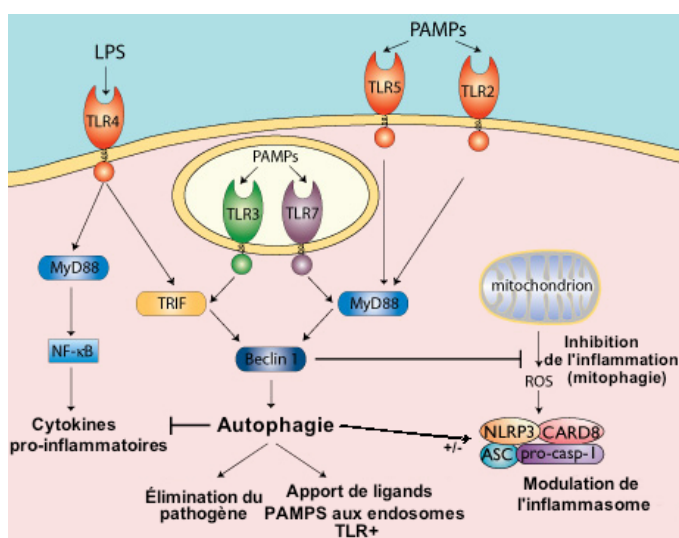 LPS
PAMPs
TLR4
TLR5
TLR2
PAMPs
TLR3
TLR7
MyD88
TRIF
MyD88
mitochondrion
NF-κB
Beclin 1
Inhibition
de l'inflammation
(mitophagie)
ROS
Cytokines
pro-inflammatoires
Autophagie
+/-
NLRP3
CARD8
ASC
pro-casp-1
Modulation de
l'inflammasome
Élimination du
pathogène
Apport de ligands
PAMPS aux endosomes
TLR+